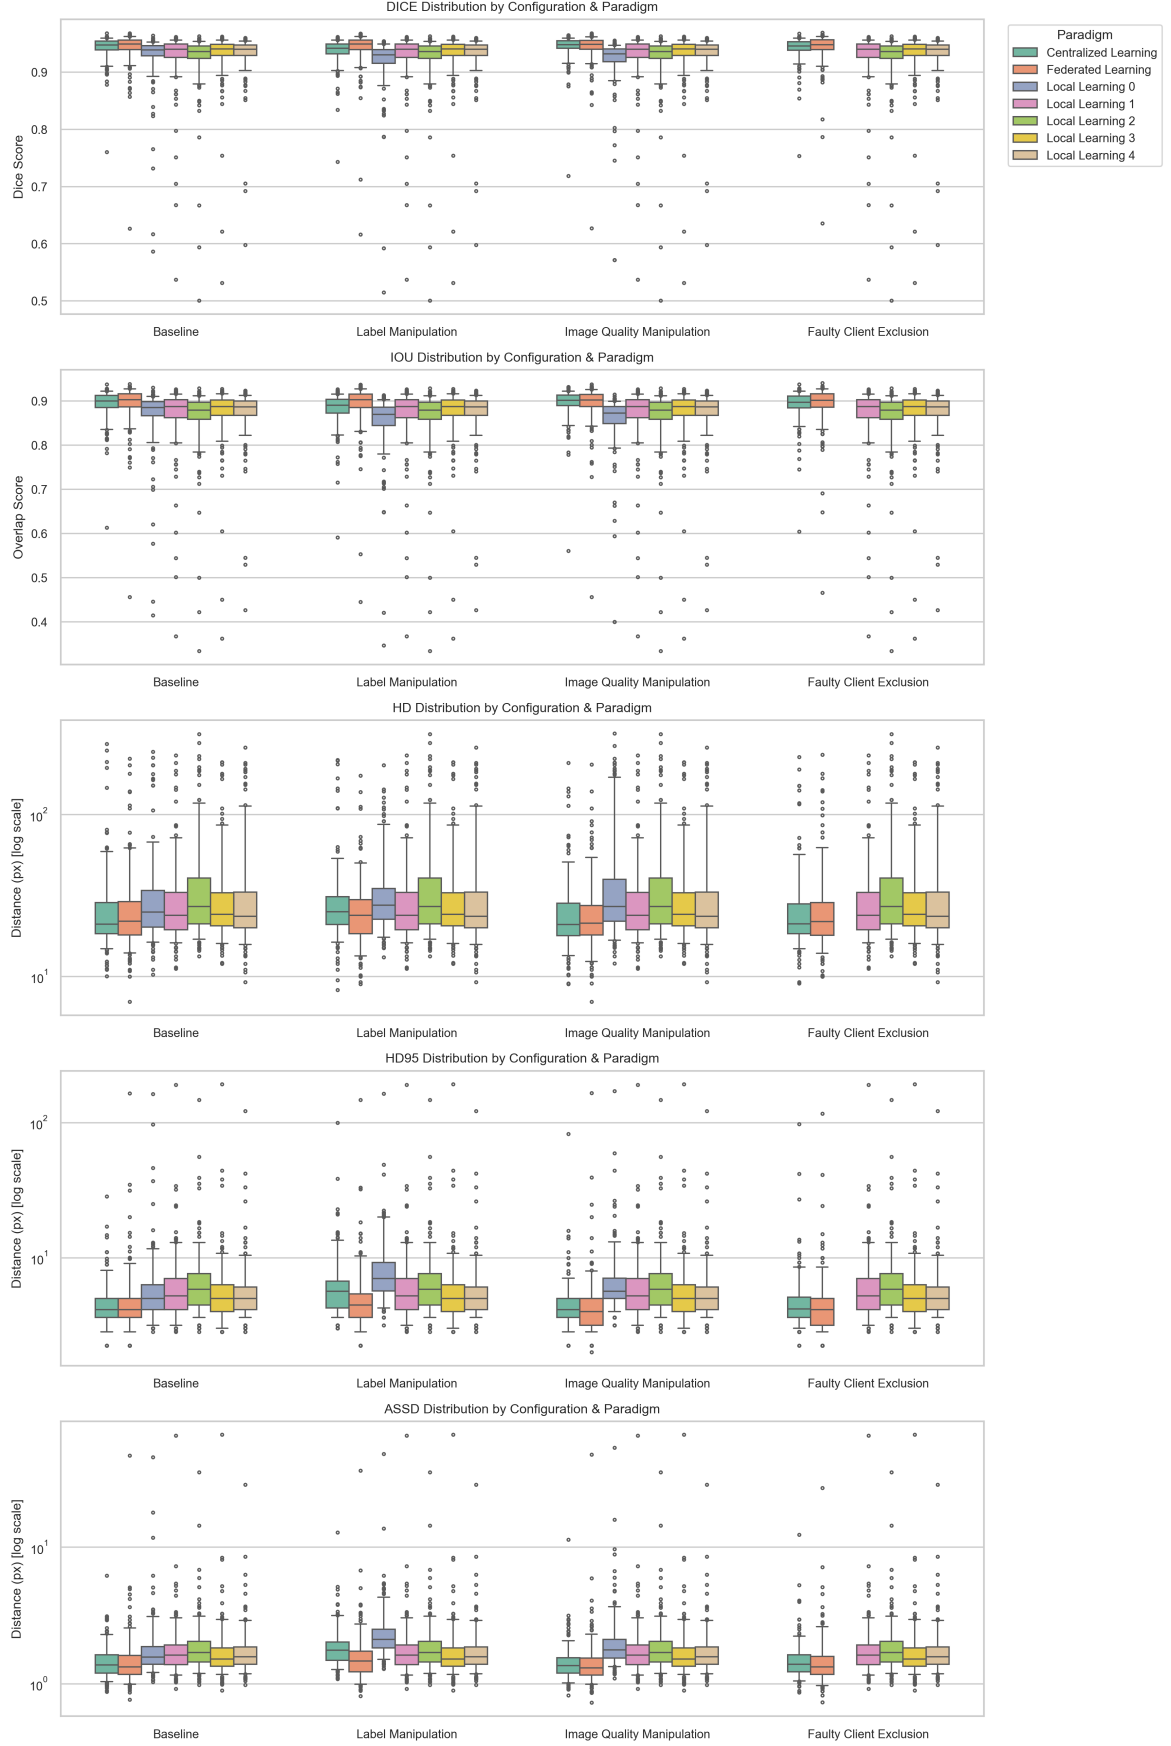 DICE Distribution by Configuration & Paradigm
Dice Score
0.9
0.8
0.7
0.6
0.5
Baseline
Label Manipulation
Image Quality Manipulation
Faulty Client Exclusion
Paradigm
Centralized Learning
Federated Learning
Local Learning 0
Local Learning 1
Local Learning 2
Local Learning 3
Local Learning 4
IOU Distribution by Configuration & Paradigm
Overlap Score
0.9
0.8
0.7
0.6
0.5
0.4
Baseline
Label Manipulation
Image Quality Manipulation
Faulty Client Exclusion
HD Distribution by Configuration & Paradigm
Distance (px) [log scale]
10²
10¹
Baseline
Label Manipulation
Image Quality Manipulation
Faulty Client Exclusion
HD95 Distribution by Configuration & Paradigm
Distance (px) [log scale]
10²
10¹
Baseline
Label Manipulation
Image Quality Manipulation
Faulty Client Exclusion
ASSD Distribution by Configuration & Paradigm
Distance (px) [log scale]
10¹
10⁰
Baseline
Label Manipulation
Image Quality Manipulation
Faulty Client Exclusion